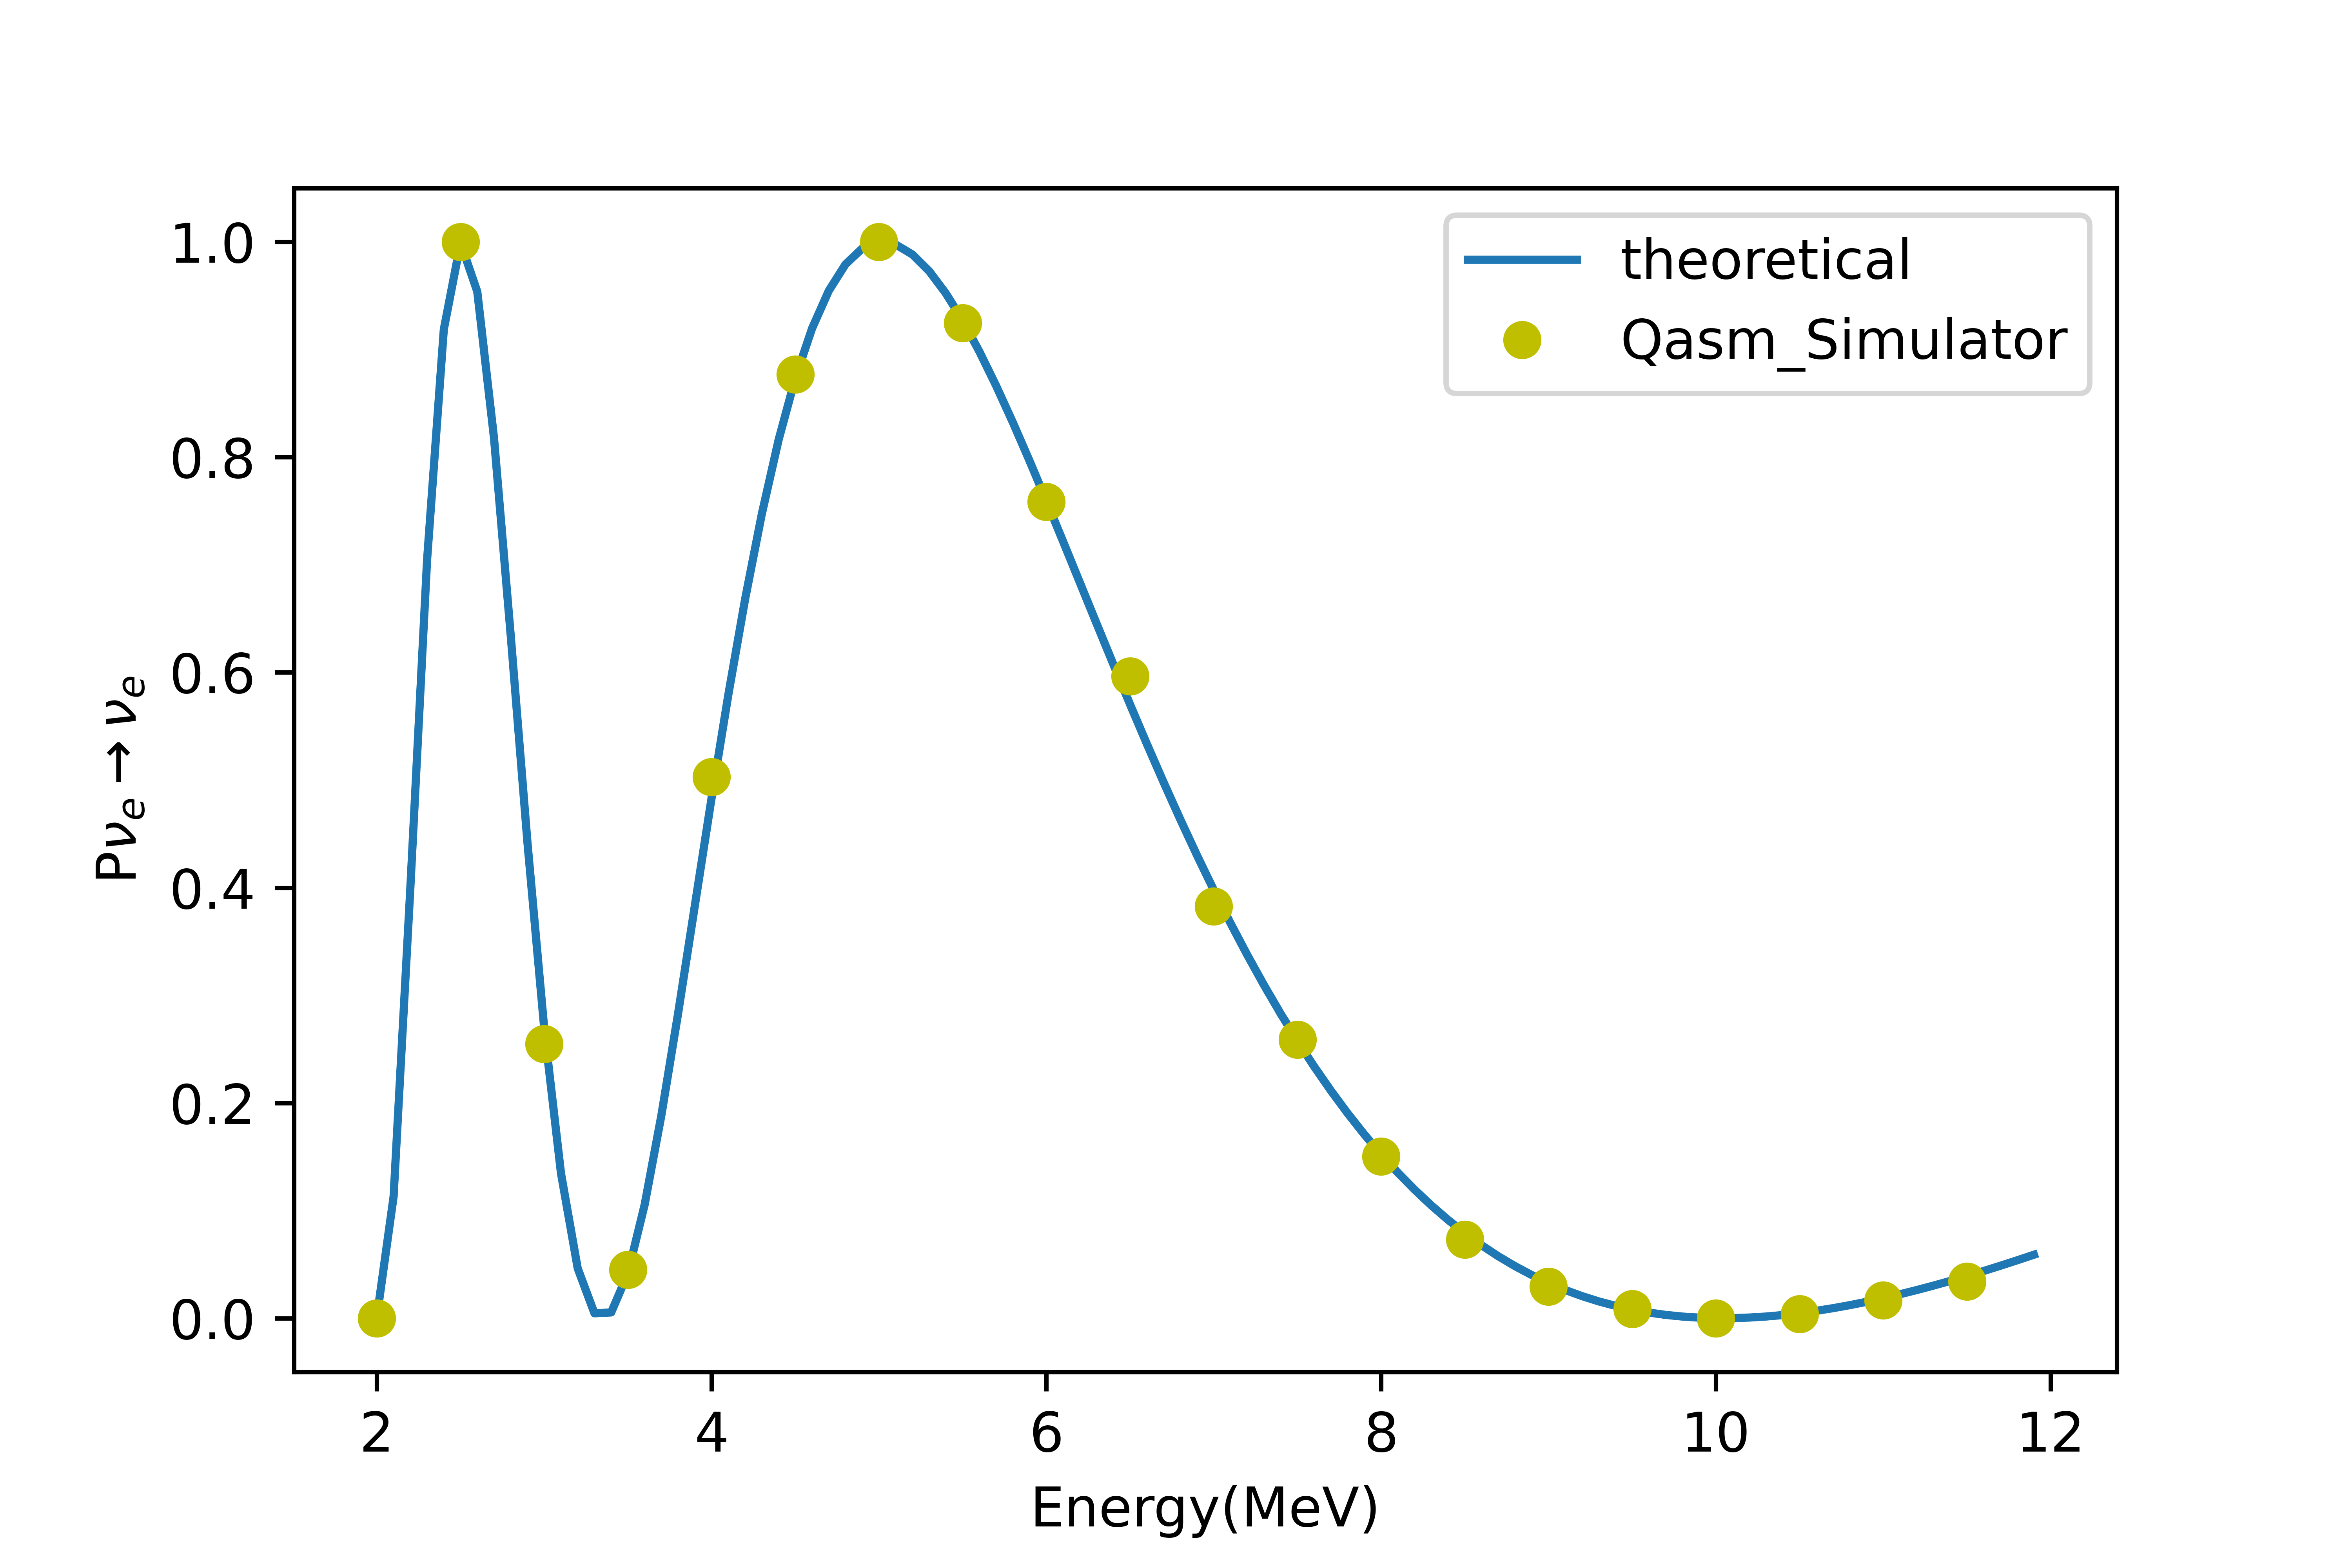 theoretical
Qasm_Simulator
1.0
0.8
0.6
0.4
0.2
0.0
Pνₑ → νₑ
2 4 6 8 10 12
Energy(MeV)